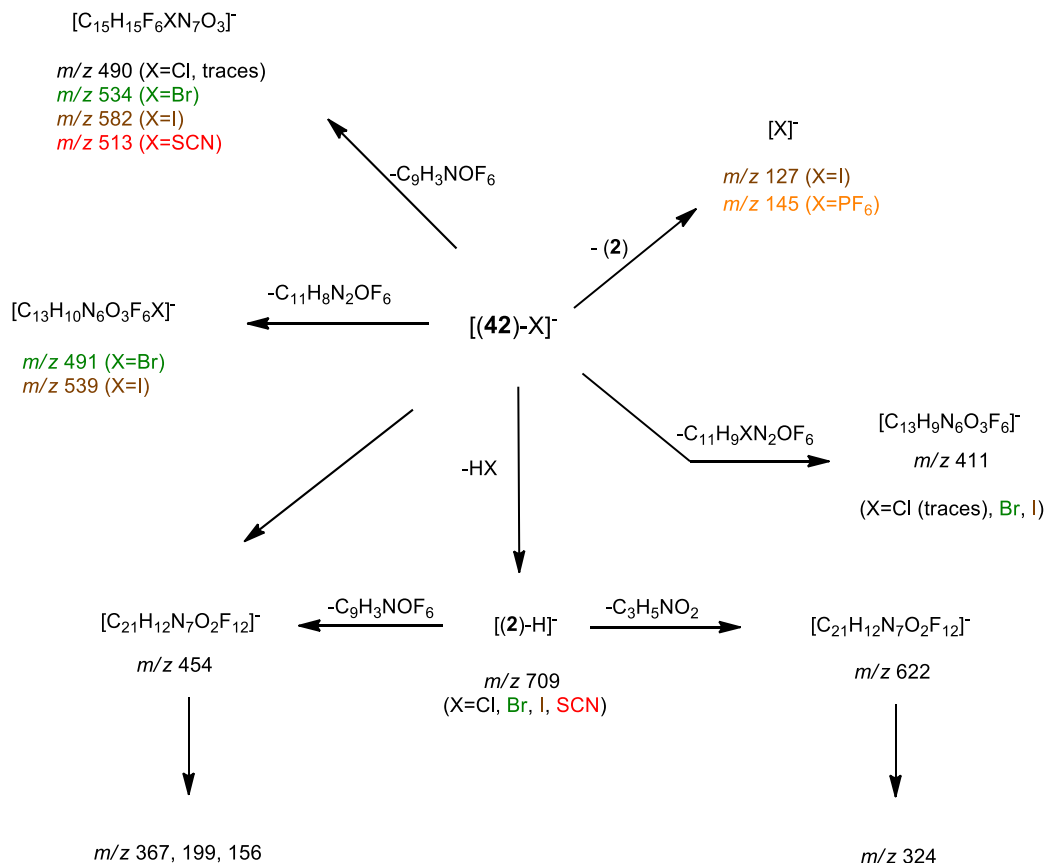 [C15H15F6XN7O3]-
m/z 490 (X=Cl, traces)
m/z 534 (X=Br)
m/z 582 (X=I)
m/z 513 (X=SCN)
-C9H3NOF6
[X]-
m/z 127 (X=I)
m/z 145 (X=PF6)
- (2)
[C13H10N6O3F6X]-
m/z 491 (X=Br)
m/z 539 (X=I)
-C11H8N2OF6
[(42)-X]-
-C11H9XN2OF6
[C13H9N6O3F6]-
m/z 411
(X=Cl (traces), Br, I)
-HX
[C21H12N7O2F12]-
m/z 454
-C9H3NOF6
[(2)-H]-
m/z 709
(X=Cl, Br, I, SCN)
-C3H5NO2
[C21H12N7O2F12]-
m/z 622
m/z 367, 199, 156
m/z 324